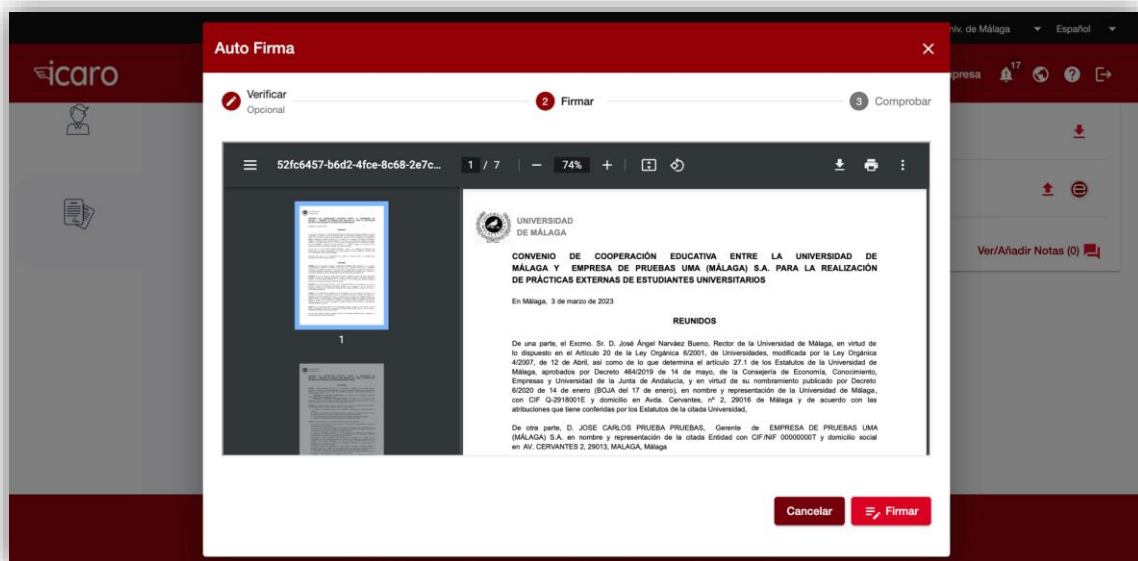 niv. de Málaga Español
Auto Firma
icaro
presa 17
Verificar
Opcional
2 Firmar
3 Comprobar
52fc6457-b6d2-4fce-8c68-2e7c... 1 / 7 74%
UNIVERSIDAD
DE MÁLAGA
CONVENIO DE COOPERACIÓN EDUCATIVA ENTRE LA UNIVERSIDAD DE
MÁLAGA Y EMPRESA DE PRUEBAS UMA (MÁLAGA) S.A. PARA LA REALIZACIÓN
DE PRÁCTICAS EXTERNAS DE ESTUDIANTES UNIVERSITARIOS
En Málaga, 3 de marzo de 2023
REUNIDOS
De una parte, el Excmo. Sr. D. José Ángel Narváez Bueno, Rector de la Universidad de Málaga, en virtud de
lo dispuesto en el Artículo 20 de la Ley Orgánica 6/2001, de Universidades, modificada por la Ley Orgánica
4/2007, de 12 de Abril, así como de lo que determina el artículo 27.1 de los Estatutos de la Universidad de
Málaga, aprobados por Decreto 464/2019 de 14 de mayo, de la Consejería de Economía, Conocimiento,
Empresas y Universidad de la Junta de Andalucía, y en virtud de su nombramiento publicado por Decreto
6/2020 de 14 de enero (BOJA del 17 de enero), en nombre y representación de la Universidad de Málaga,
con CIF Q-2918001E y domicilio en Avda. Cervantes, nº 2, 29016 de Málaga y de acuerdo con las
atribuciones que tiene conferidas por los Estatutos de la citada Universidad,
De otra parte, D. JOSE CARLOS PRUEBA PRUEBAS, Gerente de EMPRESA DE PRUEBAS UMA
(MÁLAGA) S.A. en nombre y representación de la citada Entidad con CIF/NIF 00000000T y domicilio social
en AV. CERVANTES 2, 29013, MALAGA, Málaga
1
Ver/Añadir Notas (0)
Cancelar
Firmar